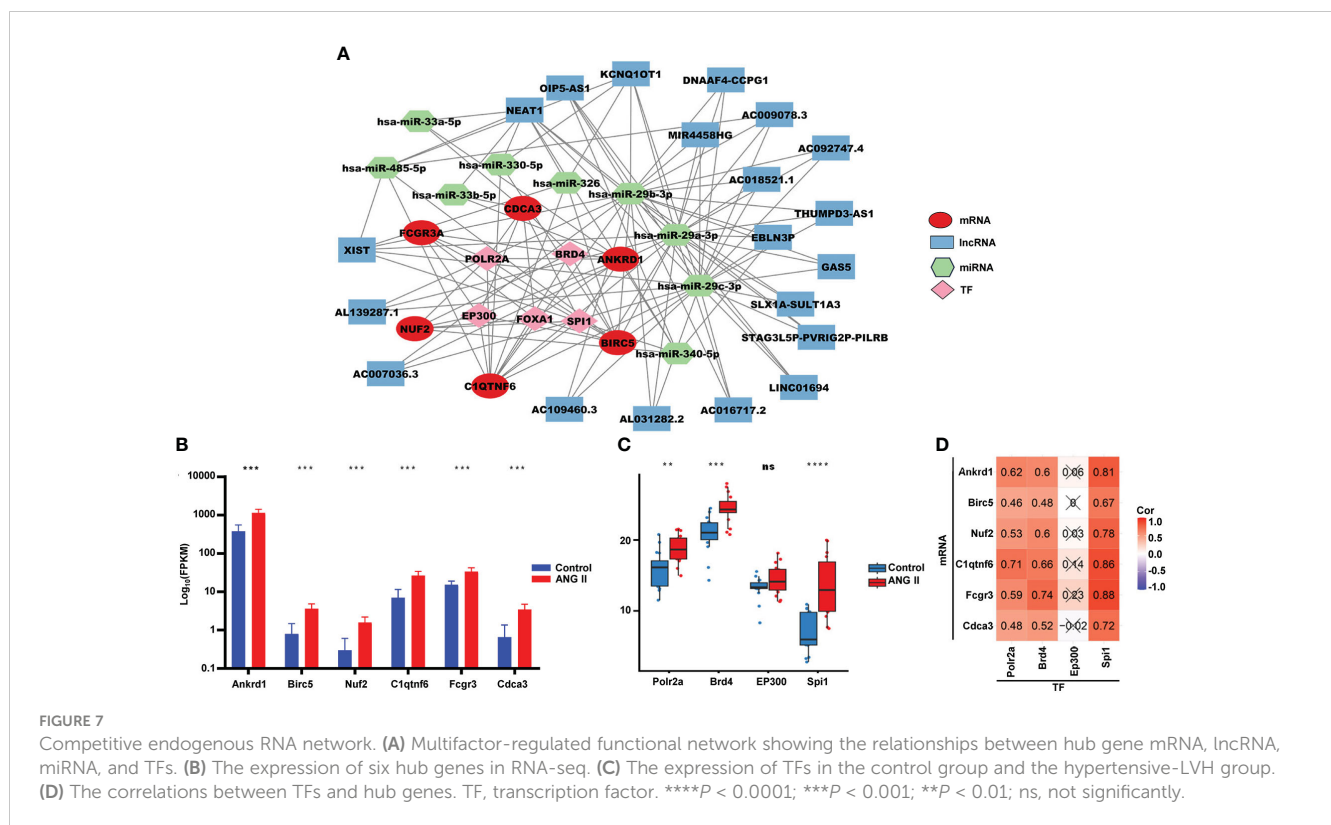 A
KCNQ1OT1
OIP5-AS1
DNAAF4-CCPG1
NEAT1
hsa-miR-33a-5p
AC009078.3
MIR4458HG
AC092747.4
hsa-miR-485-5p
hsa-miR-330-5p
AC018521.1
hsa-miR-326
hsa-miR-33b-5p
hsa-miR-29b-3p
CDCA3
THUMPD3-AS1
FCGR3A
hsa-miR-29a-3p
EBLN3P
XIST
POLR2A
BRD4
ANKRD1
GAS5
hsa-miR-29c-3p
SLX1A-SULT1A3
AL139287.1
EP300
FOXA1
SPI1
NUF2
STAG3L5P-PVRIG2P-PILRB
BIRC5
hsa-miR-340-5p
AC007036.3
C1QTNF6
LINC01694
AC109460.3
AL031282.2
AC016717.2
mRNA
lncRNA
miRNA
TF
B
*** *** *** *** *** ***
Log10(FPKM)
10000
1000
100
10
1
0.1
Ankrd1 Birc5 Nuf2 C1qtnf6 Fcgr3 Cdca3
Control
ANG II
C
** *** ns ****
20
10
Polr2a Brd4 EP300 Spi1
Control
ANG II
D
mRNA
Ankrd1 0.62 0.6 0.06 0.81
Birc5 0.46 0.48 0 0.67
Nuf2 0.53 0.6 0.03 0.78
C1qtnf6 0.71 0.66 0.14 0.86
Fcgr3 0.59 0.74 0.23 0.88
Cdca3 0.48 0.52 −0.02 0.72
Polr2a Brd4 Ep300 Spi1
TF
Cor
1.0
0.5
0.0
-0.5
-1.0
FIGURE 7
Competitive endogenous RNA network. (A) Multifactor-regulated functional network showing the relationships between hub gene mRNA, lncRNA,
miRNA, and TFs. (B) The expression of six hub genes in RNA-seq. (C) The expression of TFs in the control group and the hypertensive-LVH group.
(D) The correlations between TFs and hub genes. TF, transcription factor. ****P < 0.0001; ***P < 0.001; **P < 0.01; ns, not significantly.